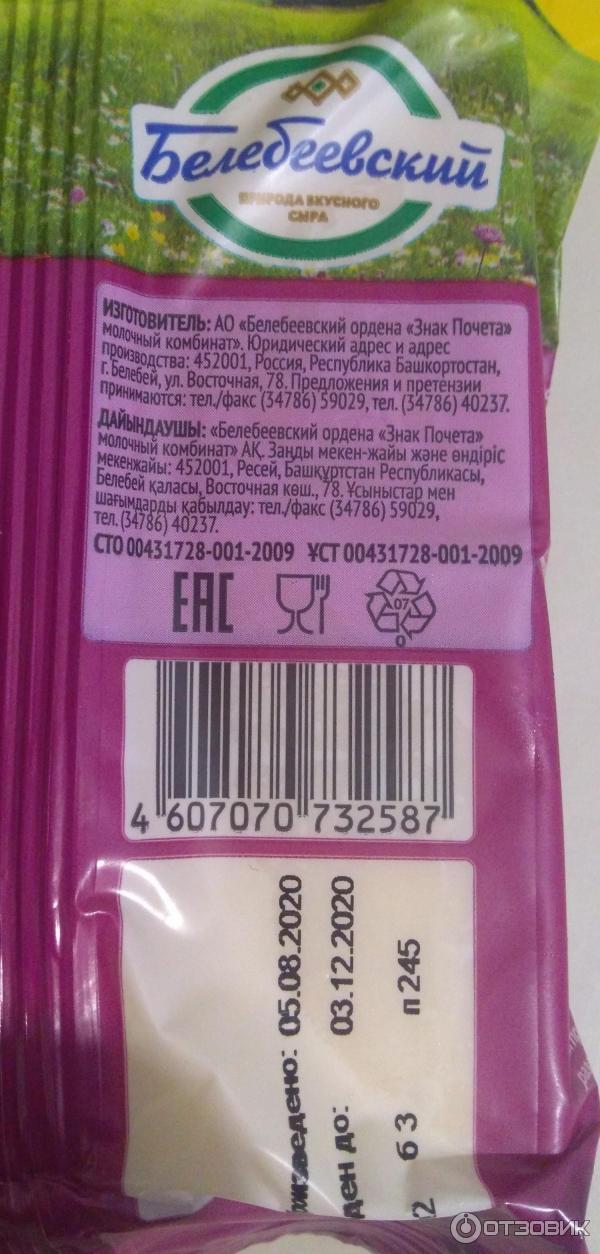 Белебеевский
ПРИРОДА ВКУСНОГО
СЫРА
ИЗГОТОВИТЕЛЬ: АО «Белебеевский ордена «Знак Почета»
молочный комбинат». Юридический адрес и адрес
производства: 452001, Россия, Республика Башкортостан,
г. Белебей, ул. Восточная, 78. Предложения и претензии
принимаются: тел./факс (34786) 59029, тел. (34786) 40237.
ДАЙЫНДАУШЫ: «Белебеевский ордена «Знак Почета»
молочный комбинат» АҚ. Заңды мекен-жайы және өндіріс
мекенжайы: 452001, Ресей, Башқұртстан Республикасы,
Белебей қаласы, Восточная көш., 78. Ұсыныстар мен
шағымдарды қабылдау: тел./факс (34786) 59029,
тел. (34786) 40237.
СТО 00431728-001-2009 ҰСТ 00431728-001-2009
ЕАС
07
0
4 607070 732587
05.08.2020
ден до: 03.12.2020
6 3 п 245
ОТЗОВИК